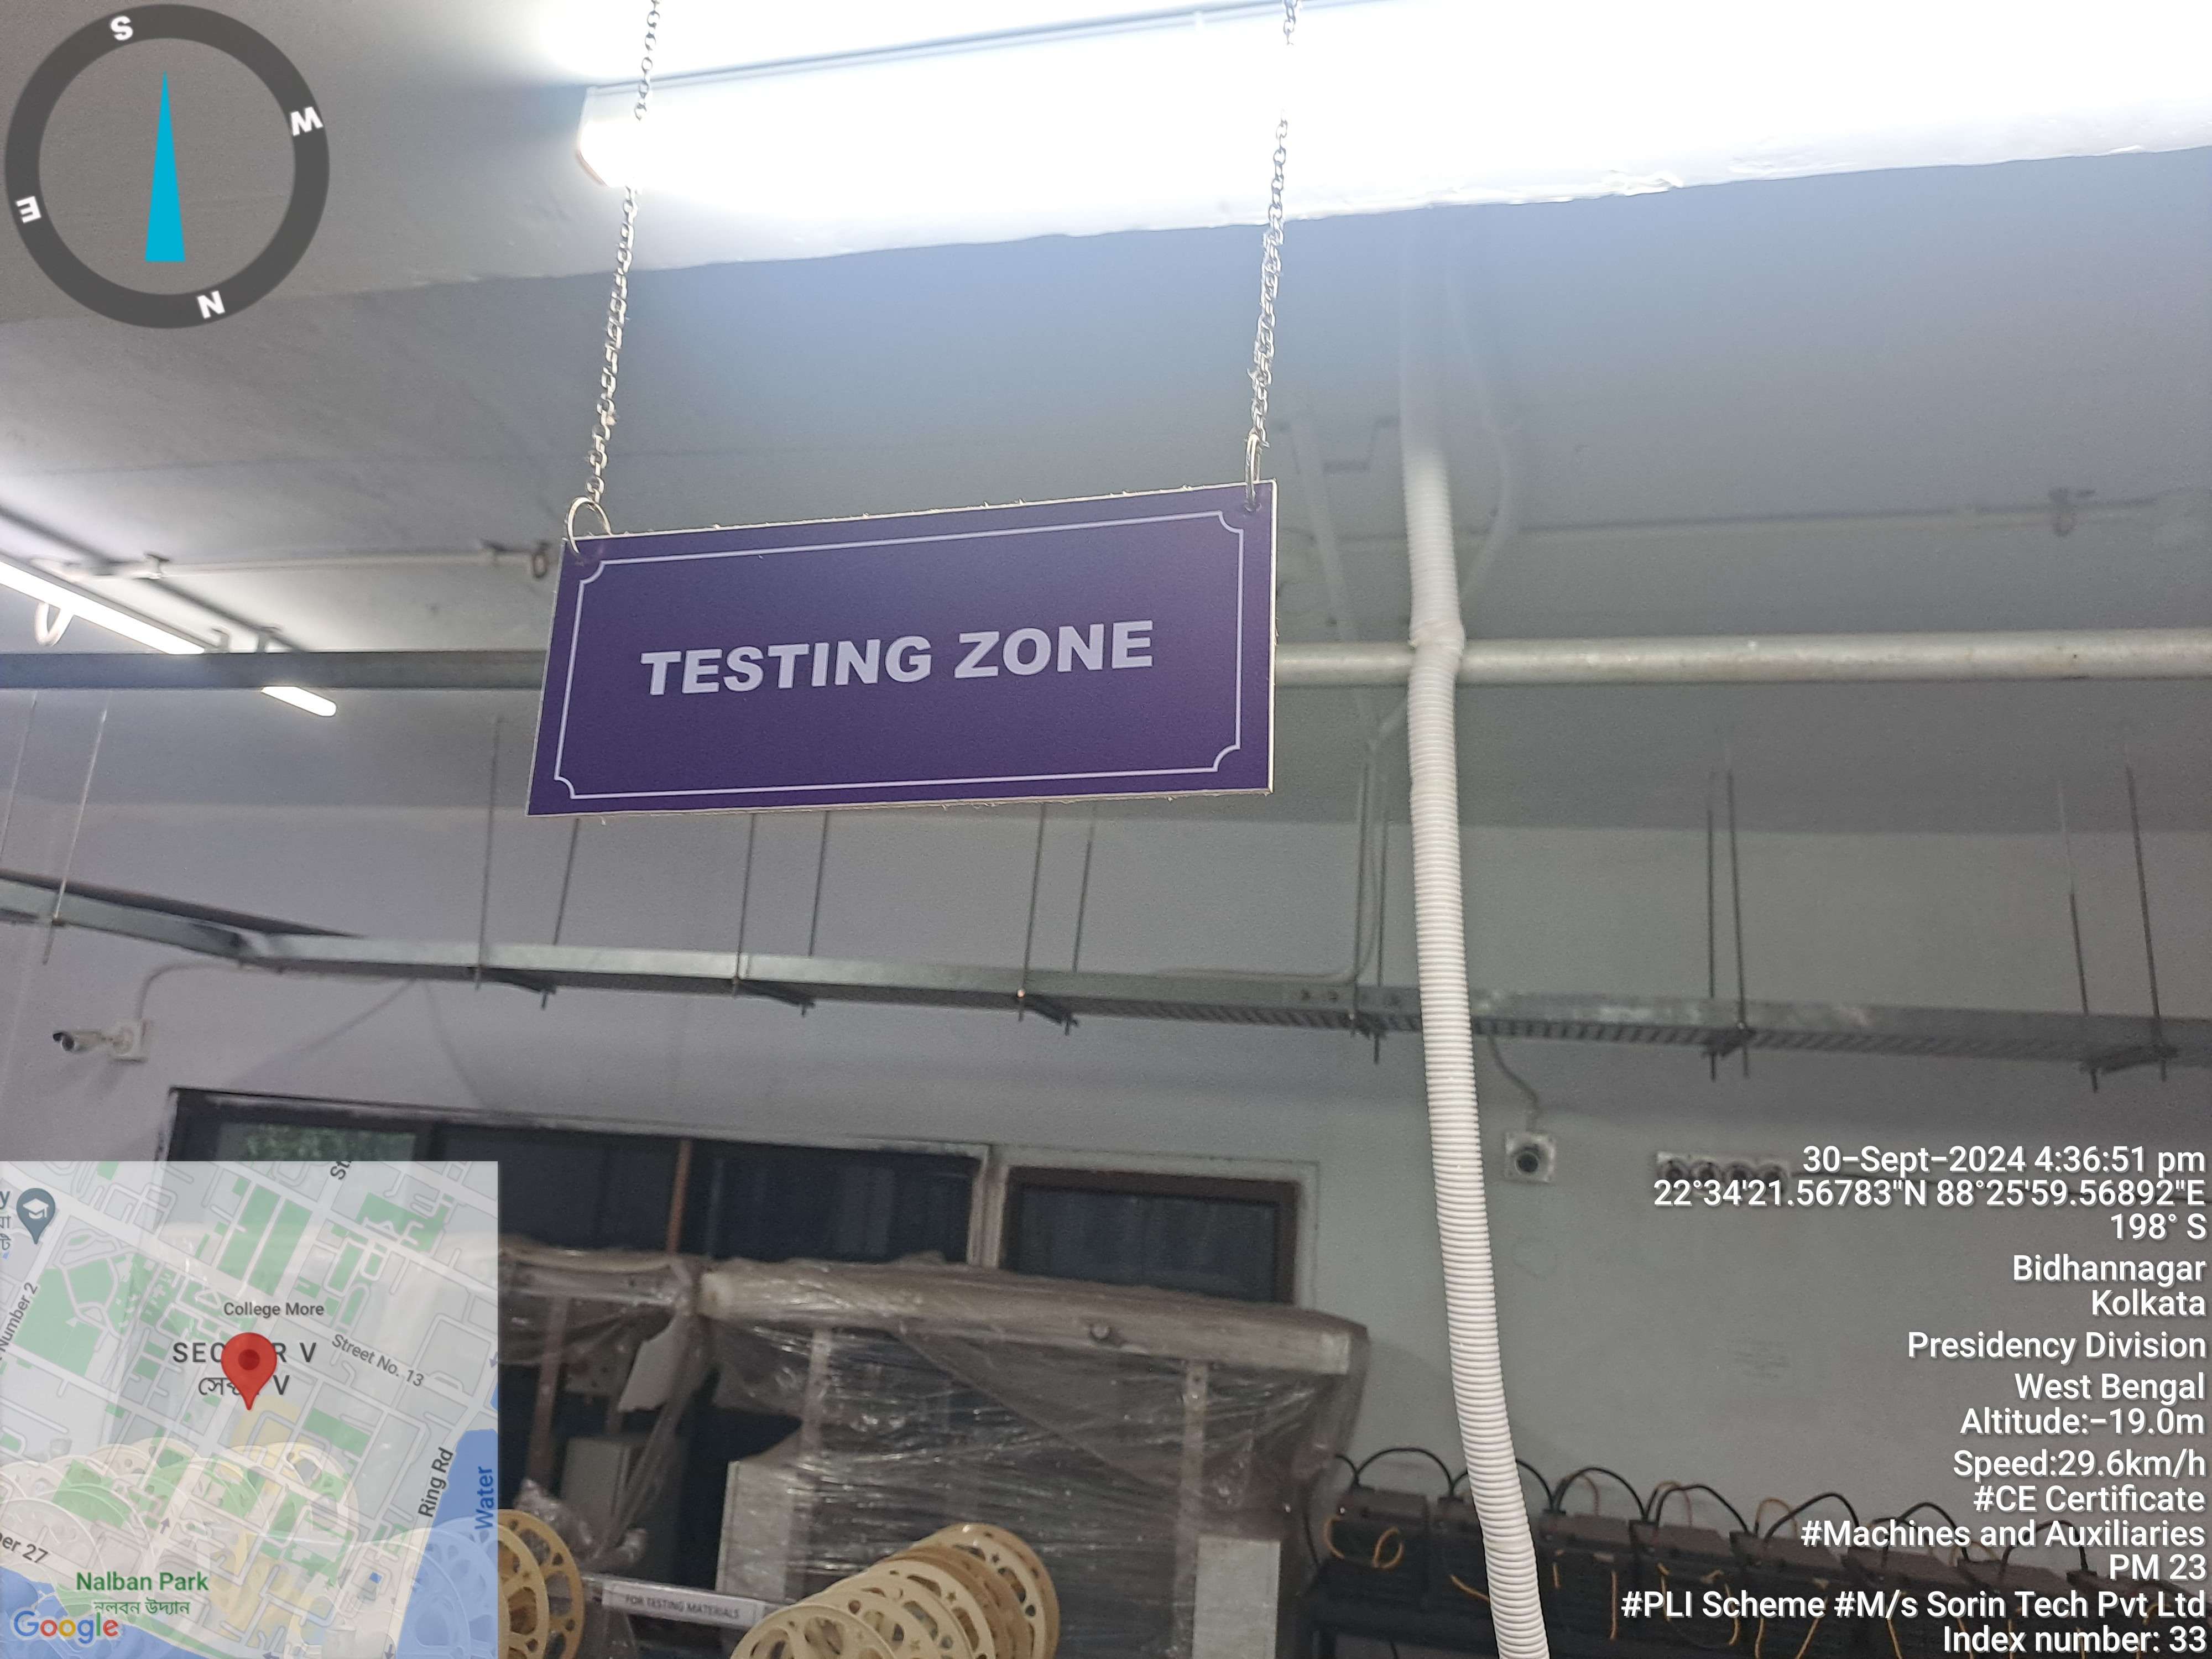 S
W
E
N
TESTING ZONE
FOR TESTING MATERIALS
30-Sept-2024 4:36:51 pm
22°34'21.56783"N 88°25'59.56892"E
198° S
Bidhannagar
Kolkata
Presidency Division
West Bengal
Altitude:-19.0m
Speed:29.6km/h
#CE Certificate
#Machines and Auxiliaries
PM 23
#PLI Scheme #M/s Sorin Tech Pvt Ltd
Index number: 33
College More
Street No. 13
V
Number 2
Ring Rd
Water
27
Nalban Park
নলবন উদ্যান
Google